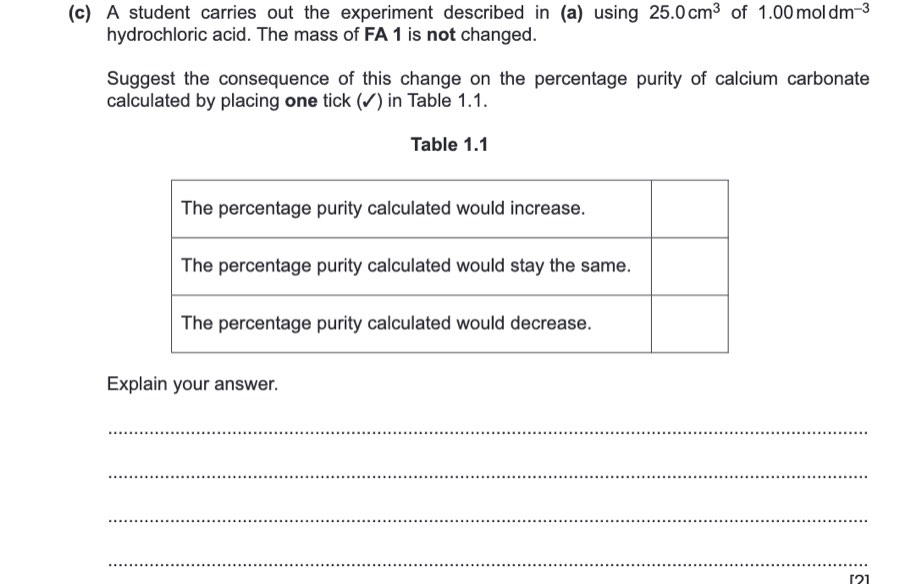 (c) A student carries out the experiment described in (a) using 25.0 cm³ of 1.00 mol dm⁻³
hydrochloric acid. The mass of FA 1 is not changed.
Suggest the consequence of this change on the percentage purity of calcium carbonate
calculated by placing one tick (✓) in Table 1.1.
Table 1.1
The percentage purity calculated would increase.
The percentage purity calculated would stay the same.
The percentage purity calculated would decrease.
Explain your answer.
[2]